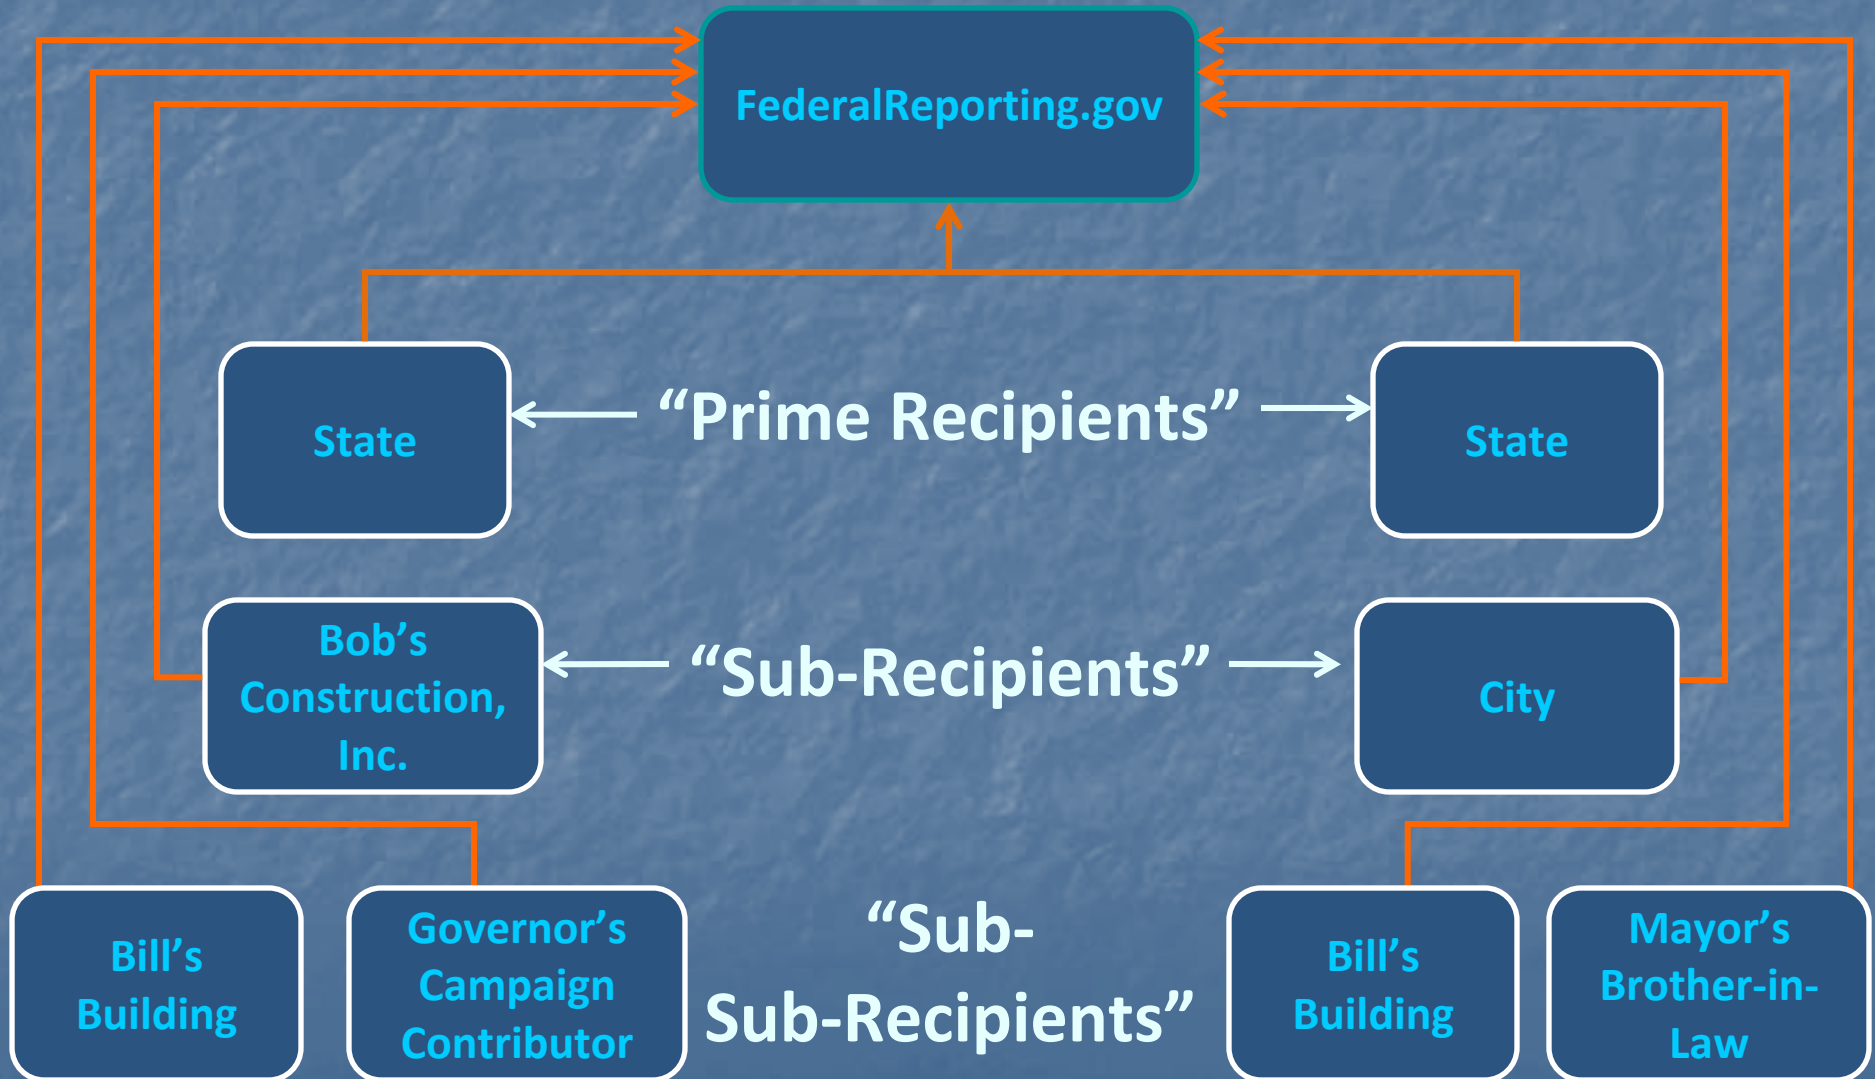 FederalReporting.gov
State
“Prime Recipients”
State
Bob’s
Construction,
Inc.
“Sub-Recipients”
City
Bill’s
Building
Governor’s
Campaign
Contributor
“Sub-
Sub-Recipients”
Bill’s
Building
Mayor’s
Brother-in-
Law